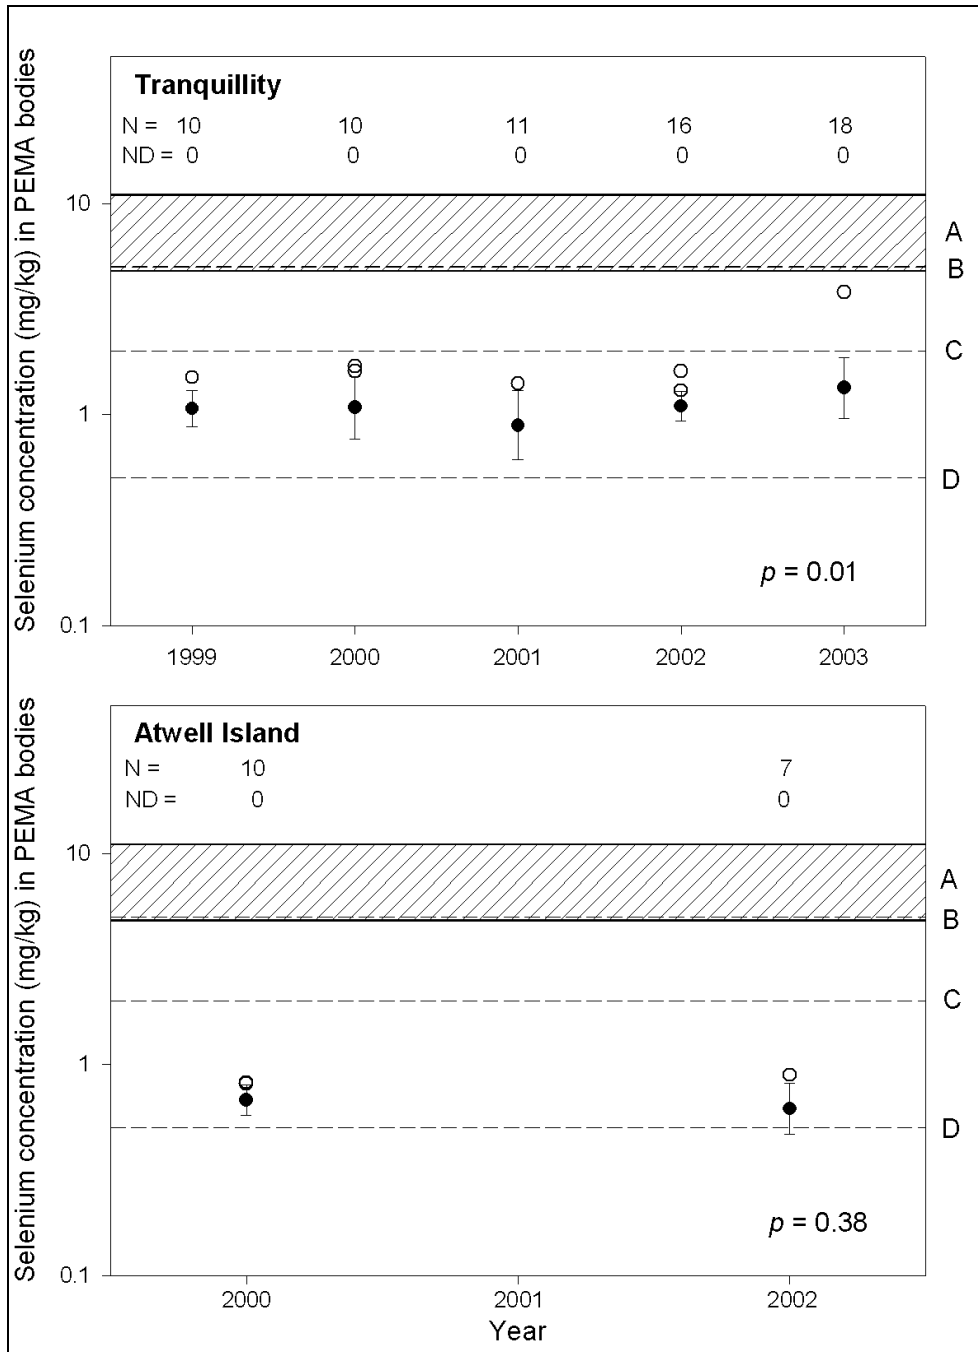 Selenium concentration (mg/kg) in PEMA bodies
Tranquillity
N = 10 10 11 16 18
ND = 0 0 0 0 0
10
1
0.1
A
B
C
D
p = 0.01
1999 2000 2001 2002 2003
Selenium concentration (mg/kg) in PEMA bodies
Atwell Island
N = 10 7
ND = 0 0
10
1
0.1
A
B
C
D
p = 0.38
2000 2001 2002
Year